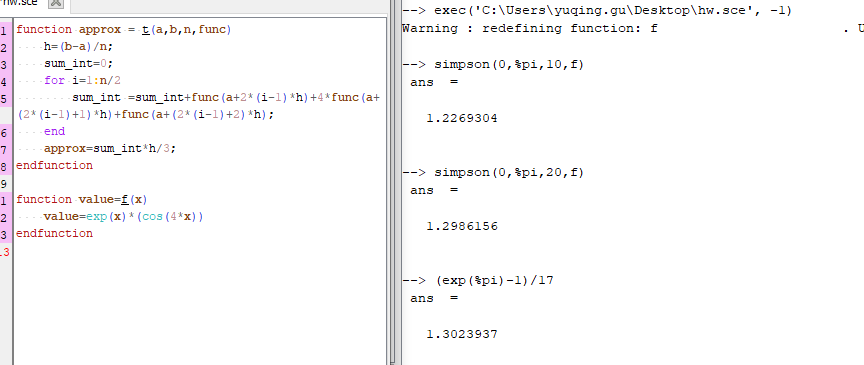 hw.sce
1 function approx = t(a,b,n,func)
2 h=(b-a)/n;
3 sum_int=0;
4 for i=1:n/2
5 sum_int =sum_int+func(a+2*(i-1)*h)+4*func(a+
(2*(i-1)+1)*h)+func(a+(2*(i-1)+2)*h);
6 end
7 approx=sum_int*h/3;
8 endfunction
9
1 function value=f(x)
2 value=exp(x)*(cos(4*x))
3 endfunction
13
--> exec('C:\Users\yuqing.gu\Desktop\hw.sce', -1)
Warning : redefining function: f . U
--> simpson(0,%pi,10,f)
ans =
1.2269304
--> simpson(0,%pi,20,f)
ans =
1.2986156
--> (exp(%pi)-1)/17
ans =
1.3023937